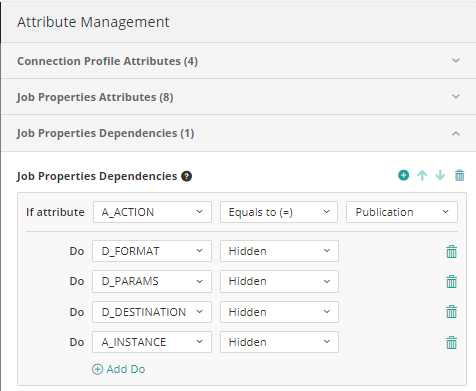 Attribute Management
Connection Profile Attributes (4)
Job Properties Attributes (8)
Job Properties Dependencies (1)
Job Properties Dependencies ?
If attribute A_ACTION Equals to (=) Publication
Do D_FORMAT Hidden
Do D_PARAMS Hidden
Do D_DESTINATION Hidden
Do A_INSTANCE Hidden
Add Do